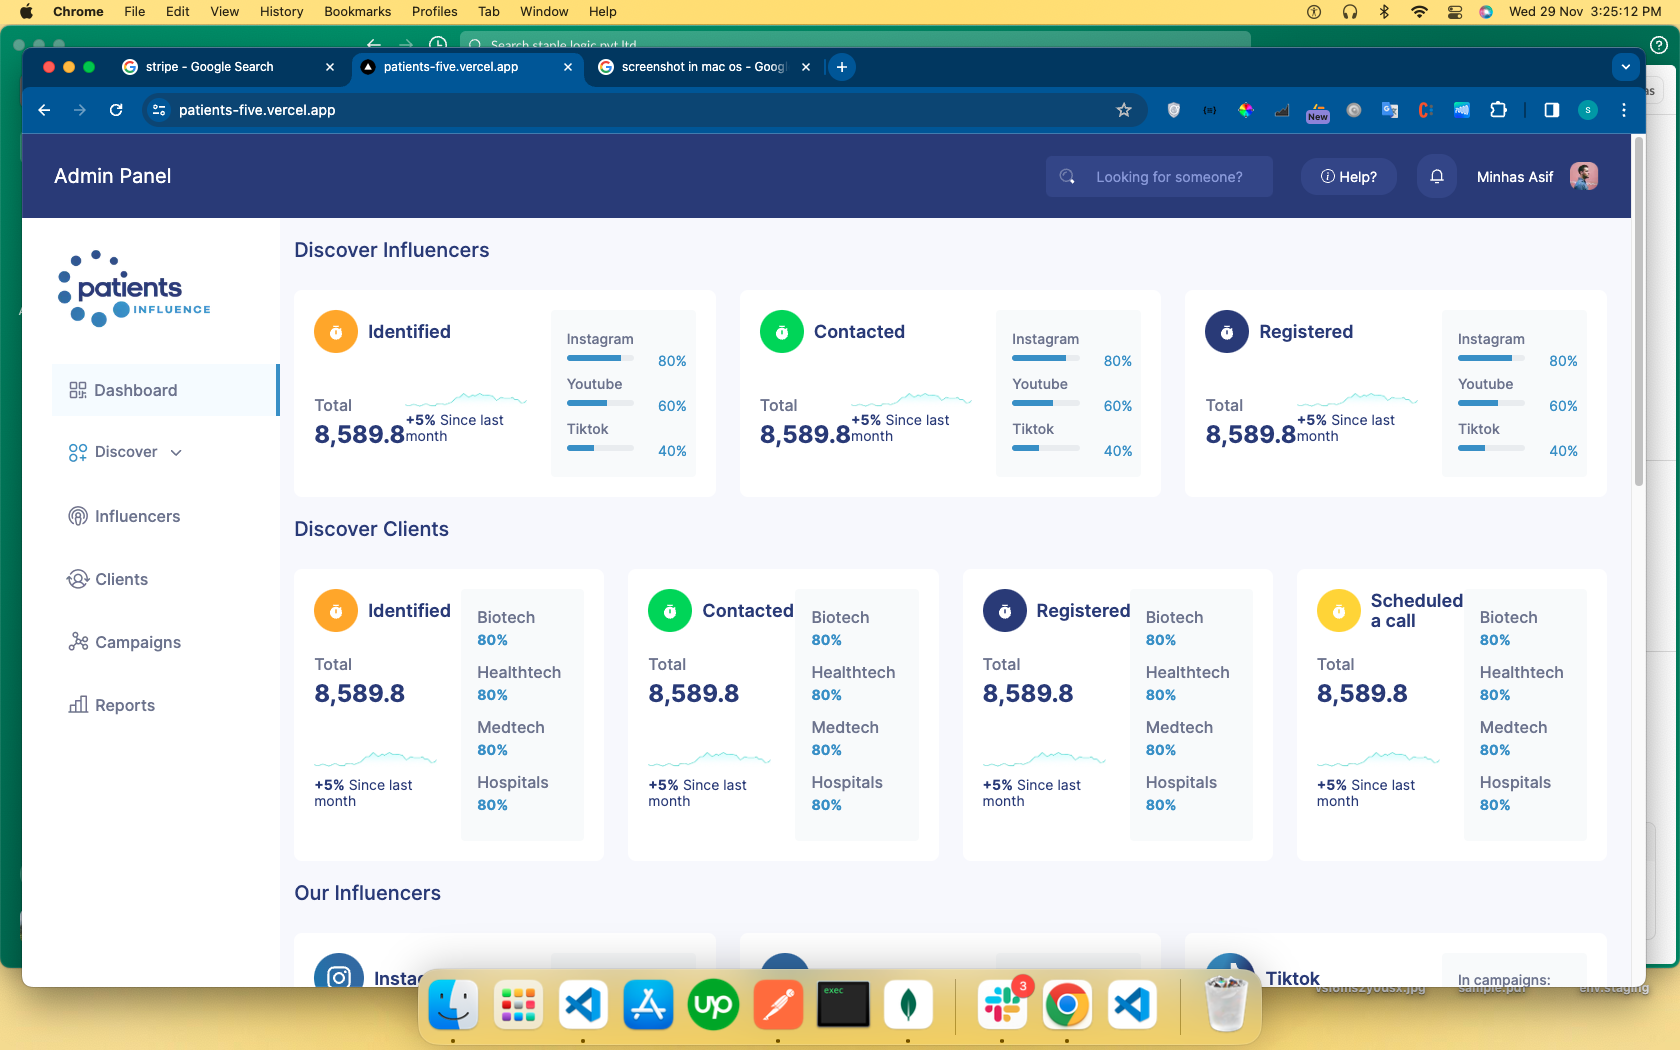 Chrome File Edit View History Bookmarks Profiles Tab Window Help Wed 29 Nov 3:25:12 PM
Search staple logic pvt ltd
stripe - Google Search
patients-five.vercel.app
screenshot in mac os - Goog
patients-five.vercel.app
New
S
Admin Panel
Looking for someone?
Help?
Minhas Asif
patients
INFLUENCE
Dashboard
Discover
Influencers
Clients
Campaigns
Reports
Discover Influencers
Identified
Total
8,589.8
+5% Since last
month
Instagram
80%
Youtube
60%
Tiktok
40%
Contacted
Total
8,589.8
+5% Since last
month
Instagram
80%
Youtube
60%
Tiktok
40%
Registered
Total
8,589.8
+5% Since last
month
Instagram
80%
Youtube
60%
Tiktok
40%
Discover Clients
Identified
Total
8,589.8
+5% Since last
month
Biotech
80%
Healthtech
80%
Medtech
80%
Hospitals
80%
Contacted
Total
8,589.8
+5% Since last
month
Biotech
80%
Healthtech
80%
Medtech
80%
Hospitals
80%
Registered
Total
8,589.8
+5% Since last
month
Biotech
80%
Healthtech
80%
Medtech
80%
Hospitals
80%
Scheduled
a call
Total
8,589.8
+5% Since last
month
Biotech
80%
Healthtech
80%
Medtech
80%
Hospitals
80%
Our Influencers
Tiktok
In campaigns:
sample.pdf
env.staging
exec
up
3